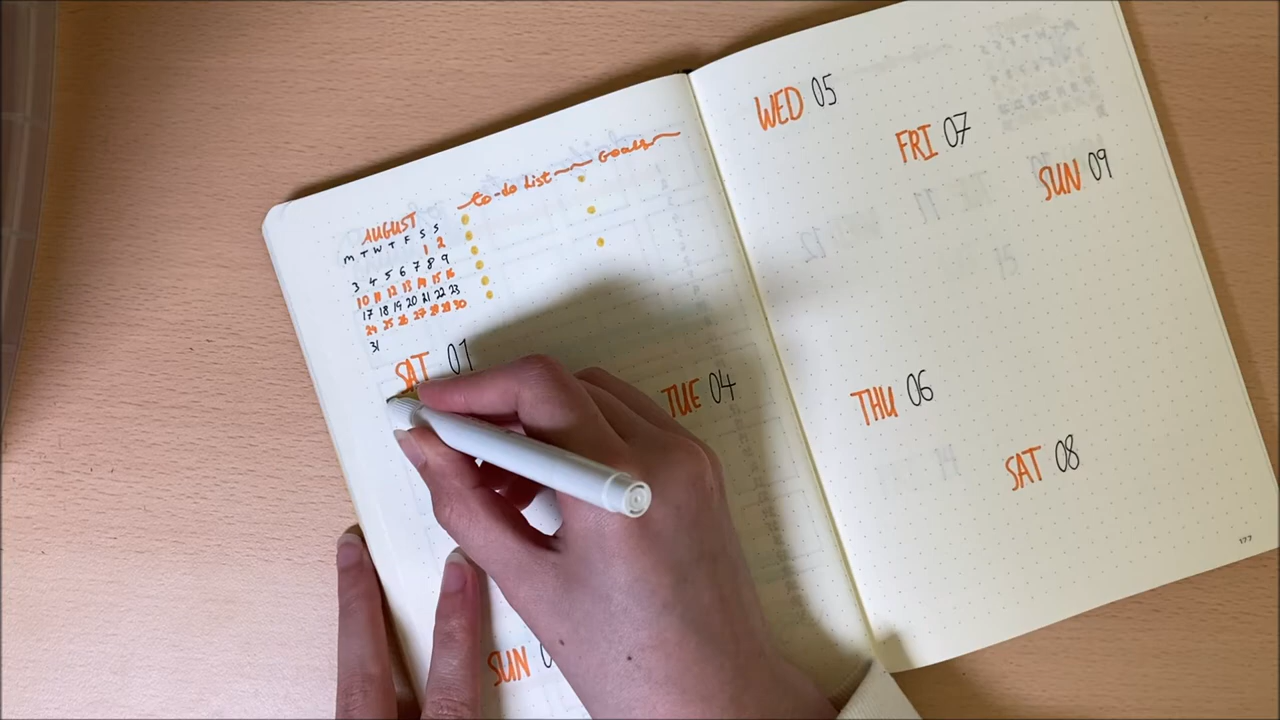 AUGUST
M T W T F S S
1 2
3 4 5 6 7 8 9
10 11 12 13 14 15 16
17 18 19 20 21 22 23
24 25 26 27 28 29 30
31
to-do list
Goals
SAT 01
TUE 04
SUN
WED 05
FRI 07
SUN 09
THU 06
SAT 08
177